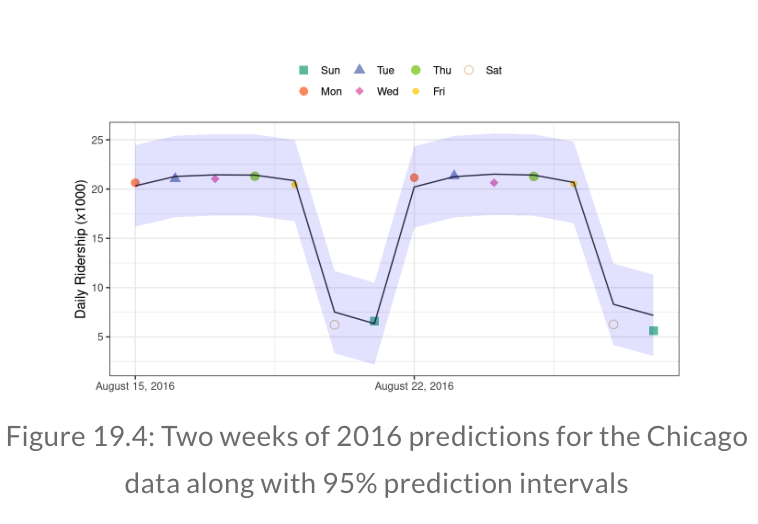 Sun Tue Thu Sat
Mon Wed Fri
Daily Ridership (x1000)
25
20
15
10
5
August 15, 2016 August 22, 2016
Figure 19.4: Two weeks of 2016 predictions for the Chicago
data along with 95% prediction intervals